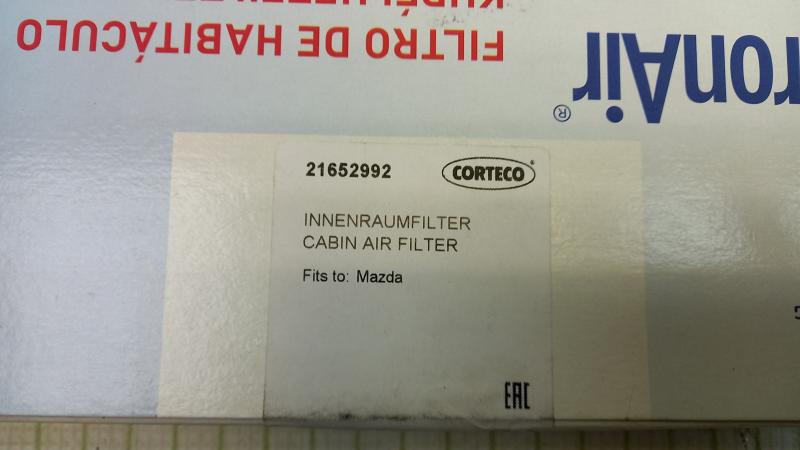 FILTRO DE HABITÁCULO
ronAir®
21652992
CORTECO®
INNENRAUMFILTER
CABIN AIR FILTER
Fits to: Mazda
EAC